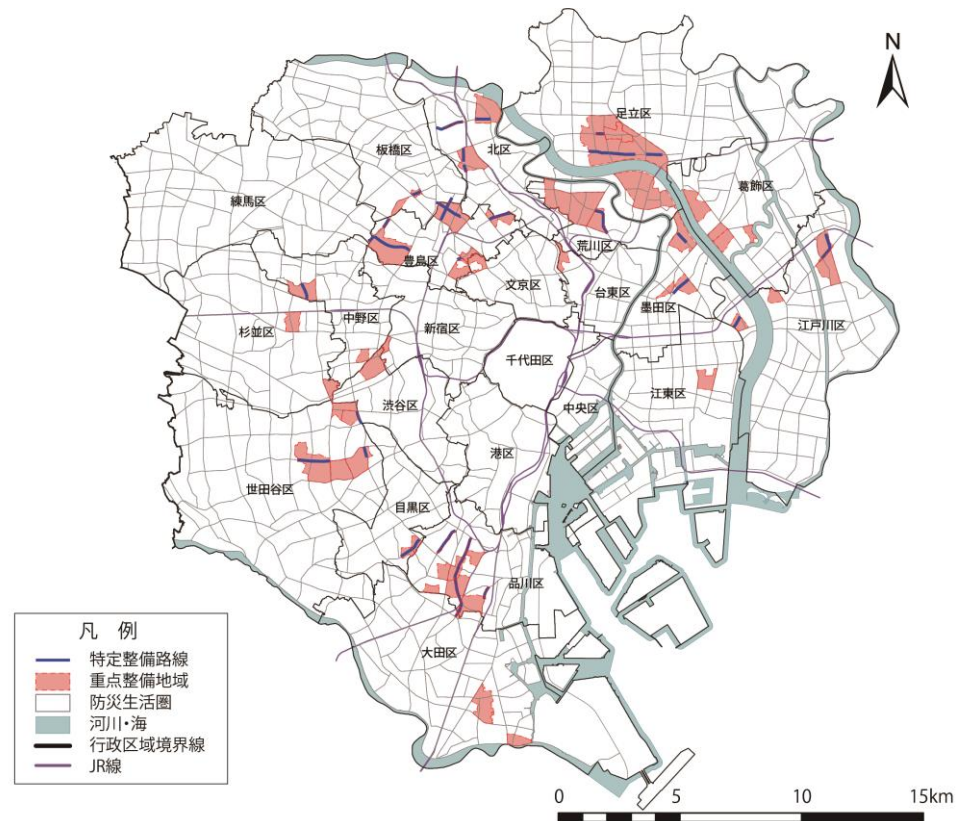 N
足立区
北区
板橋区
葛飾区
練馬区
荒川区
豊島区
文京区
台東区
墨田区
江戸川区
中野区
新宿区
杉並区
千代田区
江東区
渋谷区
中央区
港区
世田谷区
目黒区
品川区
大田区
凡 例
特定整備路線
重点整備地域
防災生活圏
河川・海
行政区域境界線
JR線
0 5 10 15km